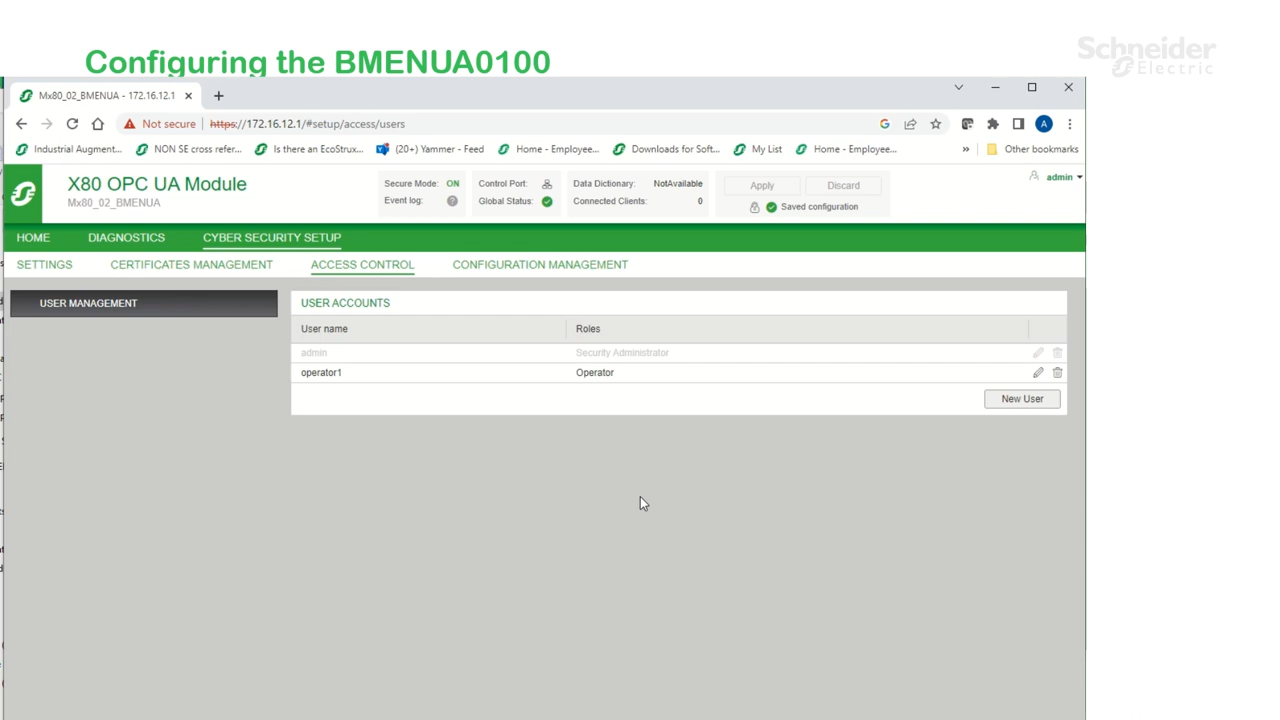 Configuring the BMENUA0100
Schneider
Electric
Mx80_02_BMENUA - 172.16.12.1
Not secure | https://172.16.12.1/#setup/access/users
Industrial Augment... NON SE cross refer... Is there an EcoStrux... (20+) Yammer - Feed Home - Employee... Downloads for Soft... My List Home - Employee... » Other bookmarks
X80 OPC UA Module
Mx80_02_BMENUA
Secure Mode: ON
Event log:
Control Port:
Global Status:
Data Dictionary: NotAvailable
Connected Clients: 0
Apply Discard
Saved configuration
admin
HOME DIAGNOSTICS CYBER SECURITY SETUP
SETTINGS CERTIFICATES MANAGEMENT ACCESS CONTROL CONFIGURATION MANAGEMENT
USER MANAGEMENT
USER ACCOUNTS
User name Roles
admin Security Administrator
operator1 Operator
New User